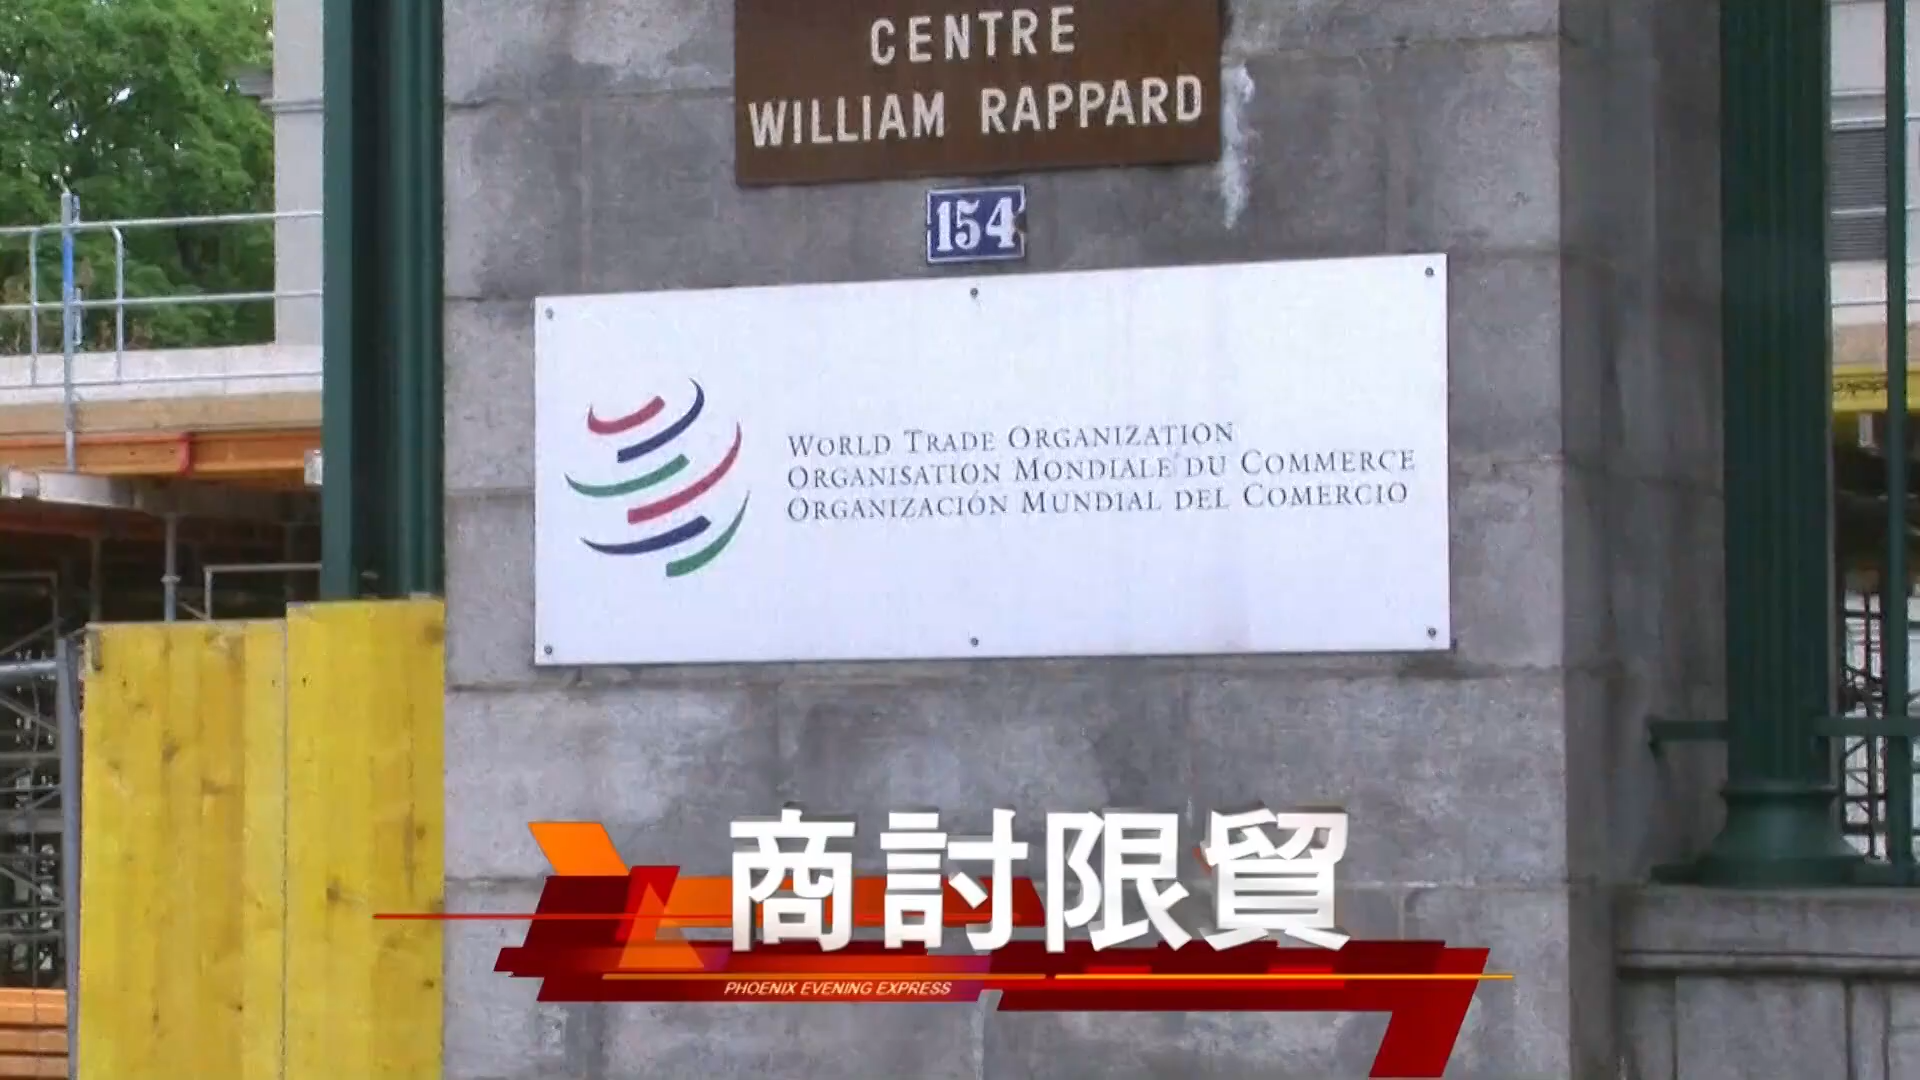 CENTRE
WILLIAM RAPPARD
154
WORLD TRADE ORGANIZATION
ORGANISATION MONDIALE DU COMMERCE
ORGANIZACIÓN MUNDIAL DEL COMERCIO
商討限貿
PHOENIX EVENING EXPRESS